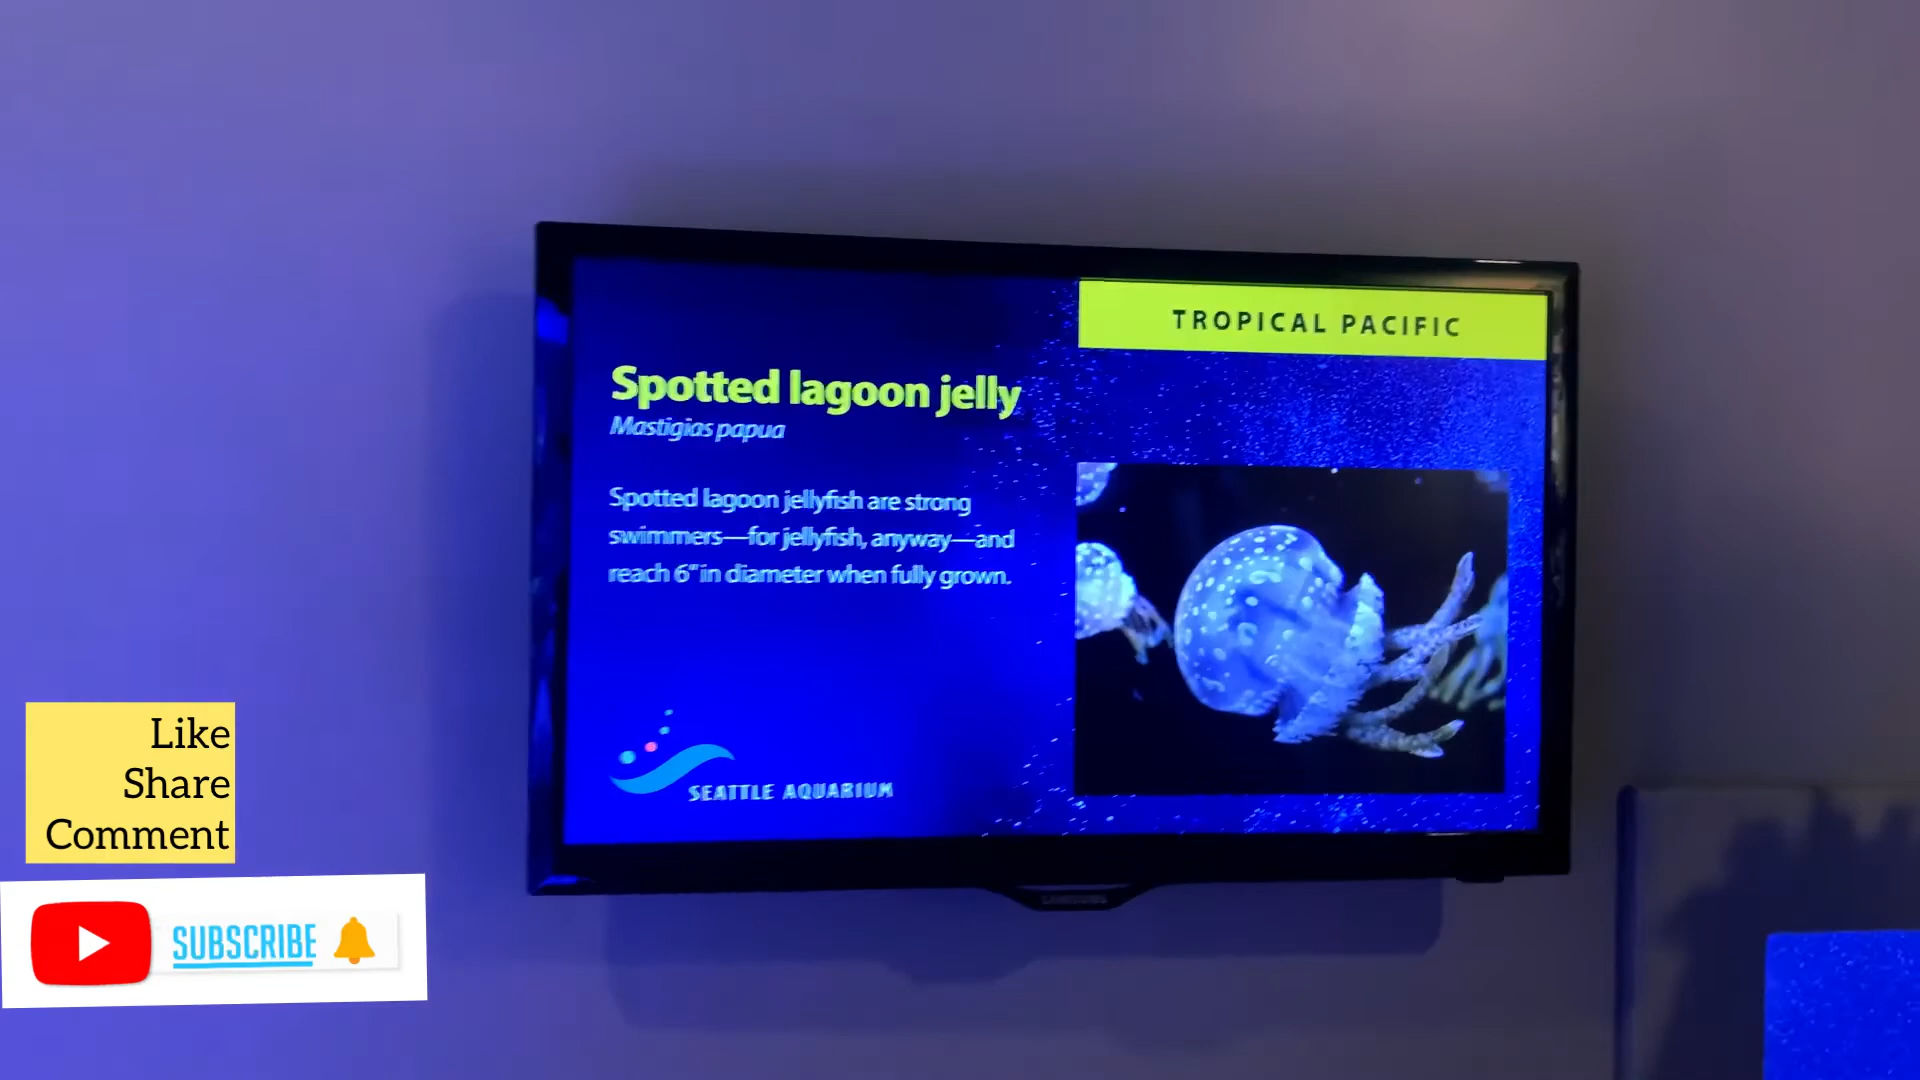 TROPICAL PACIFIC
Spotted lagoon jelly
Mastigias papua
Spotted lagoon jellyfish are strong
swimmers—for jellyfish, anyway—and
reach 6" in diameter when fully grown.
SEATTLE AQUARIUM
SAMSUNG
Like
Share
Comment
SUBSCRIBE